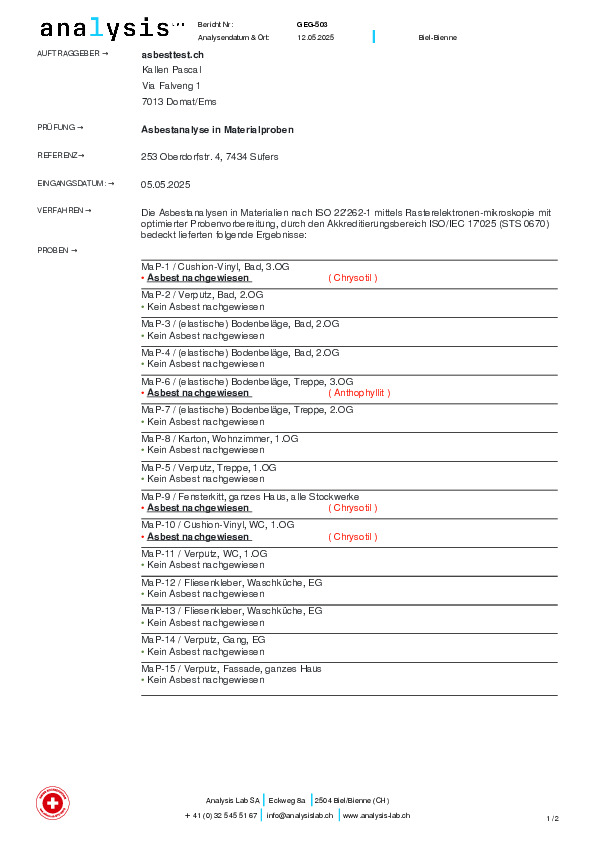 analysis
Bericht Nr: GEG-503
Analysendatum & Ort: 12.05.2025 | Biel-Bienne
AUFTRAGGEBER → asbesttest.ch
Kallen Pascal
Via Falveng 1
7013 Domat/Ems
PRÜFUNG → Asbestanalyse in Materialproben
REFERENZ→ 253 Oberdorfstr. 4, 7434 Sufers
EINGANGSDATUM: → 05.05.2025
VERFAHREN → Die Asbestanalysen in Materialien nach ISO 22'262-1 mittels Rasterelektronen-mikroskopie mit
optimierter Probenvorbereitung, durch den Akkreditierungsbereich ISO/IEC 17'025 (STS 0670)
bedeckt lieferten folgende Ergebnisse:
PROBEN →
MaP-1 / Cushion-Vinyl, Bad, 3.OG
• Asbest nachgewiesen ( Chrysotil )
MaP-2 / Verputz, Bad, 2.OG
• Kein Asbest nachgewiesen
MaP-3 / (elastische) Bodenbeläge, Bad, 2.OG
• Kein Asbest nachgewiesen
MaP-4 / (elastische) Bodenbeläge, Bad, 2.OG
• Kein Asbest nachgewiesen
MaP-6 / (elastische) Bodenbeläge, Treppe, 3.OG
• Asbest nachgewiesen ( Anthophyllit )
MaP-7 / (elastische) Bodenbeläge, Treppe, 2.OG
• Kein Asbest nachgewiesen
MaP-8 / Karton, Wohnzimmer, 1.OG
• Kein Asbest nachgewiesen
MaP-5 / Verputz, Treppe, 1.OG
• Kein Asbest nachgewiesen
MaP-9 / Fensterkitt, ganzes Haus, alle Stockwerke
• Asbest nachgewiesen ( Chrysotil )
MaP-10 / Cushion-Vinyl, WC, 1.OG
• Asbest nachgewiesen ( Chrysotil )
MaP-11 / Verputz, WC, 1.OG
• Kein Asbest nachgewiesen
MaP-12 / Fliesenkleber, Waschküche, EG
• Kein Asbest nachgewiesen
MaP-13 / Fliesenkleber, Waschküche, EG
• Kein Asbest nachgewiesen
MaP-14 / Verputz, Gang, EG
• Kein Asbest nachgewiesen
MaP-15 / Verputz, Fassade, ganzes Haus
• Kein Asbest nachgewiesen
Analysis Lab SA | Eckweg 8a | 2504 Biel/Bienne (CH)
+ 41 (0) 32 545 51 67 | info@analysislab.ch | www.analysis-lab.ch
1 / 2